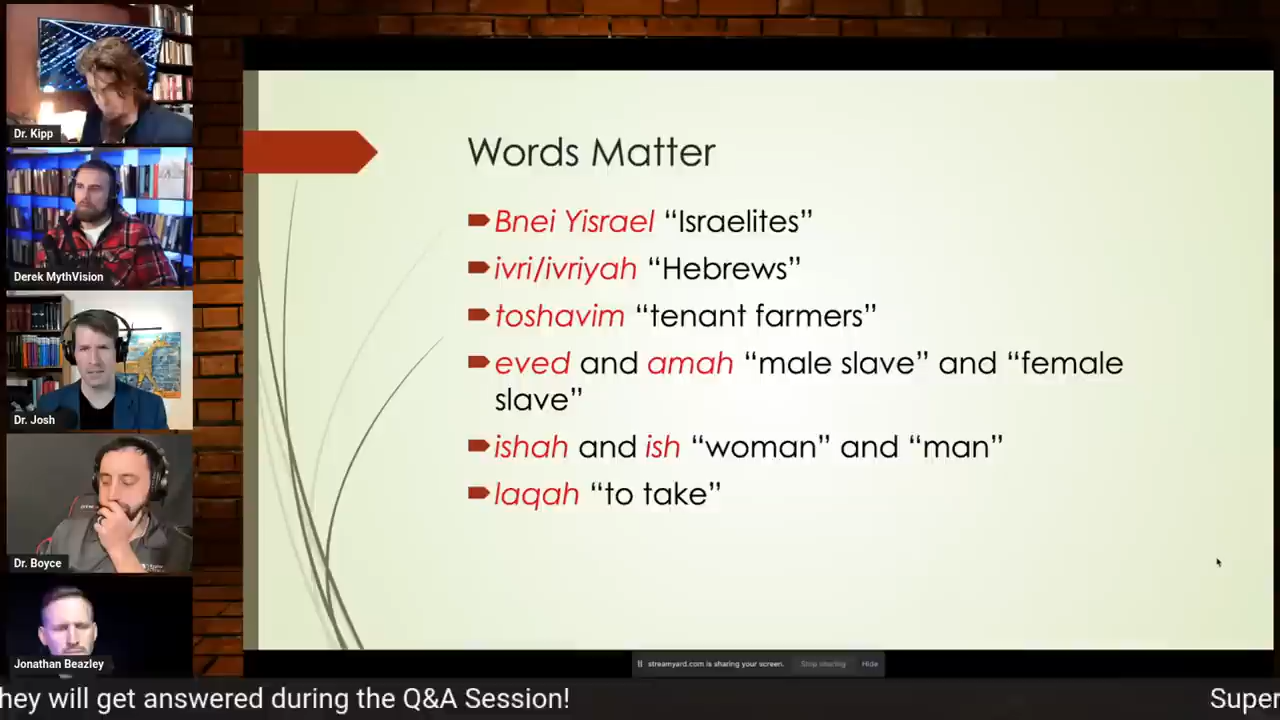 Dr. Kipp
Derek MythVision
Dr. Josh
Dr. Boyce
Jonathan Beazley
Words Matter
Bnei Yisrael “Israelites”
ivri/ivriyah “Hebrews”
toshavim “tenant farmers”
eved and amah “male slave” and “female
slave”
ishah and ish “woman” and “man”
laqah “to take”
streamyard.com is sharing your screen. Stop sharing Hide
hey will get answered during the Q&A Session! Super